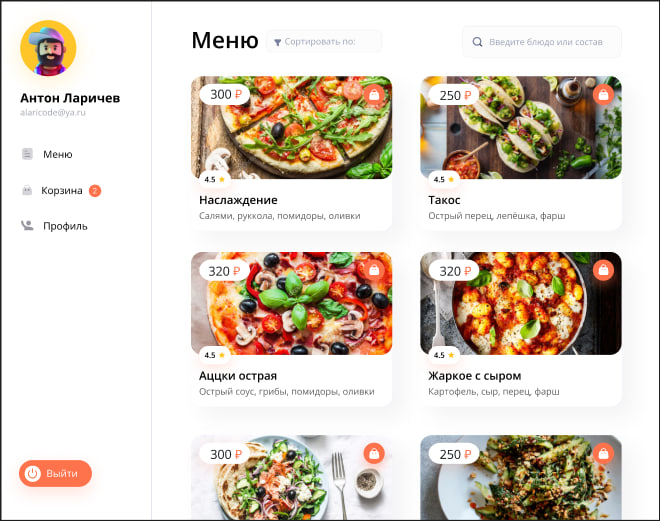 Антон Ларичев
alaricode@ya.ru
Меню
Корзина 2
Профиль
Выйти
Меню
Сортировать по:
Введите блюдо или состав
300 ₽
4.5
Наслаждение
Салями, руккола, помидоры, оливки
250 ₽
4.5
Такос
Острый перец, лепёшка, фарш
320 ₽
4.5
Аццки острая
Острый соус, грибы, помидоры, оливки
320 ₽
4.5
Жаркое с сыром
Картофель, сыр, перец, фарш
300 ₽
250 ₽